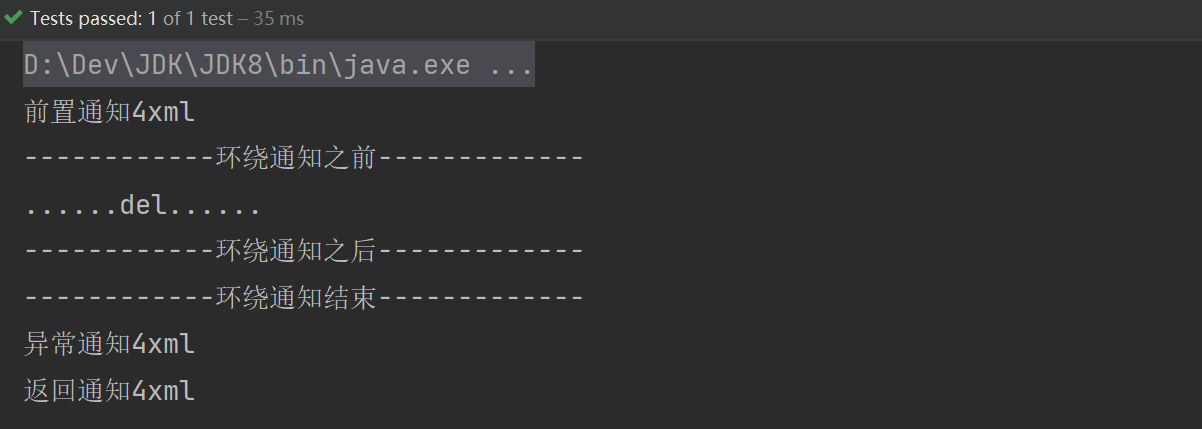 Tests passed: 1 of 1 test – 35 ms
D:\Dev\JDK\JDK8\bin\java.exe ...
前置通知4xml
------------环绕通知之前-------------
......del......
------------环绕通知之后-------------
------------环绕通知结束-------------
异常通知4xml
返回通知4xml